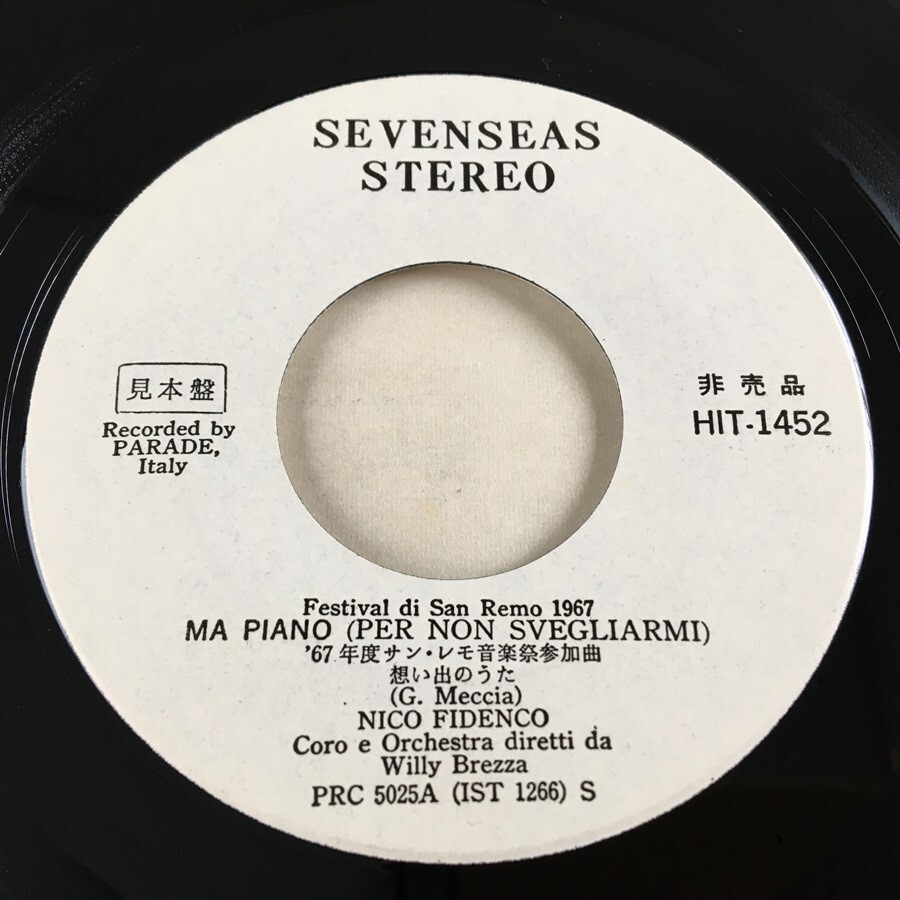 SEVENSEAS
STEREO
見本盤
Recorded by
PARADE,
Italy
非売品
HIT-1452
Festival di San Remo 1967
MA PIANO (PER NON SVEGLIARMI)
'67年度サン・レモ音楽祭参加曲
想い出のうた
(G. Meccia)
NICO FIDENCO
Coro e Orchestra diretti da
Willy Brezza
PRC 5025A (IST 1266) S